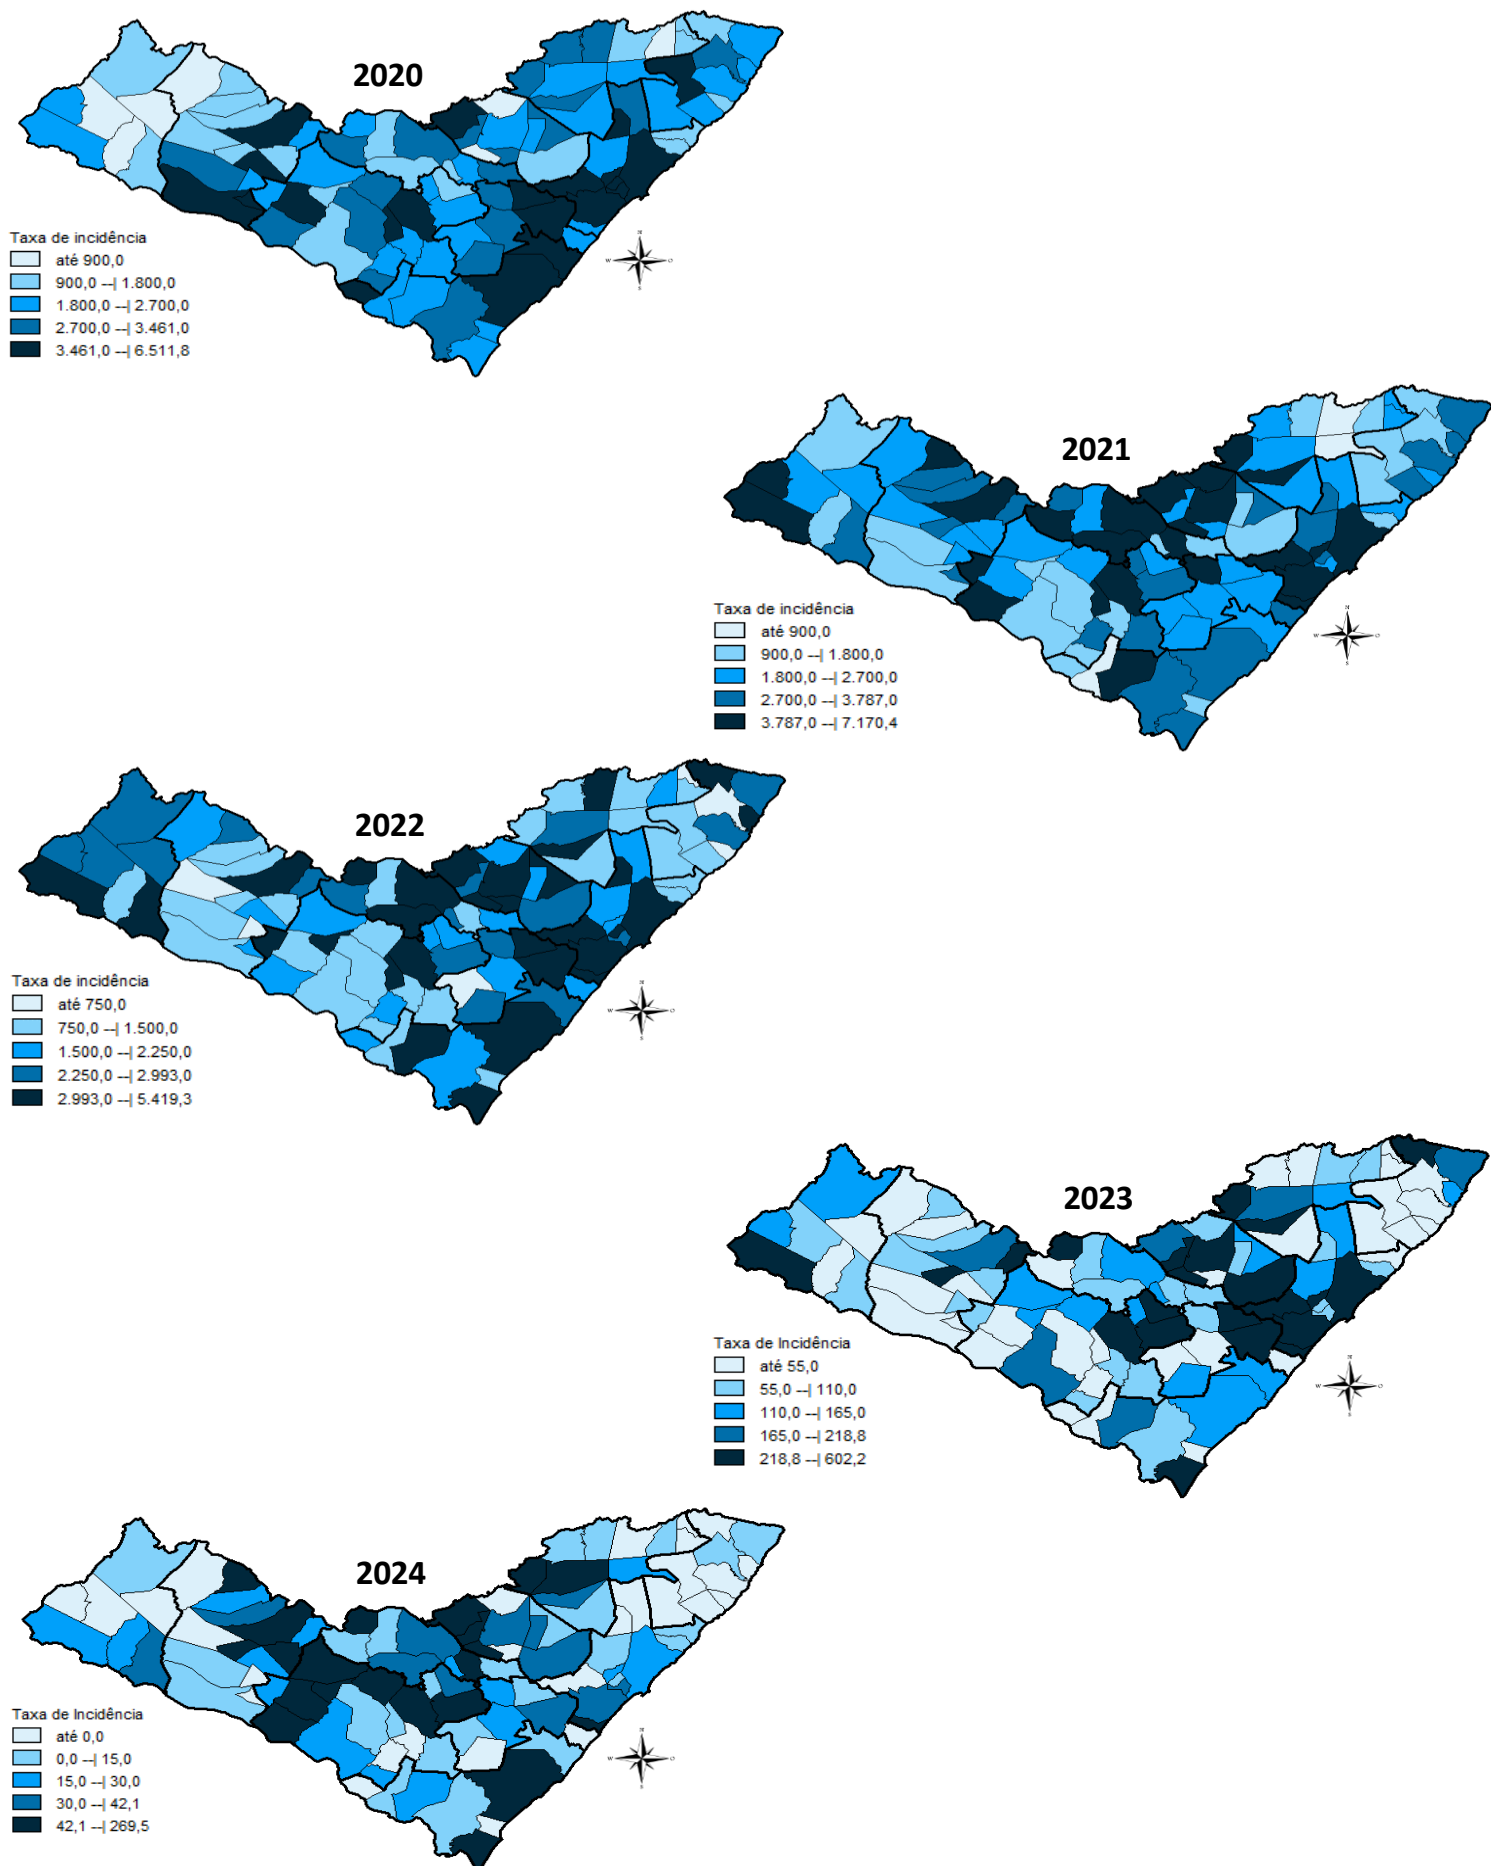 2020
Taxa de incidência
até 900,0
900,0 --| 1.800,0
1.800,0 --| 2.700,0
2.700,0 --| 3.461,0
3.461,0 --| 6.511,8
N
W
O
S
2021
Taxa de incidência
até 900,0
900,0 --| 1.800,0
1.800,0 --| 2.700,0
2.700,0 --| 3.787,0
3.787,0 --| 7.170,4
N
W
O
S
2022
Taxa de incidência
até 750,0
750,0 --| 1.500,0
1.500,0 --| 2.250,0
2.250,0 --| 2.993,0
2.993,0 --| 5.419,3
N
W
O
S
2023
Taxa de Incidência
até 55,0
55,0 --| 110,0
110,0 --| 165,0
165,0 --| 218,8
218,8 --| 602,2
N
W
O
S
2024
Taxa de Incidência
até 0,0
0,0 --| 15,0
15,0 --| 30,0
30,0 --| 42,1
42,1 --| 269,5
N
W
O
S